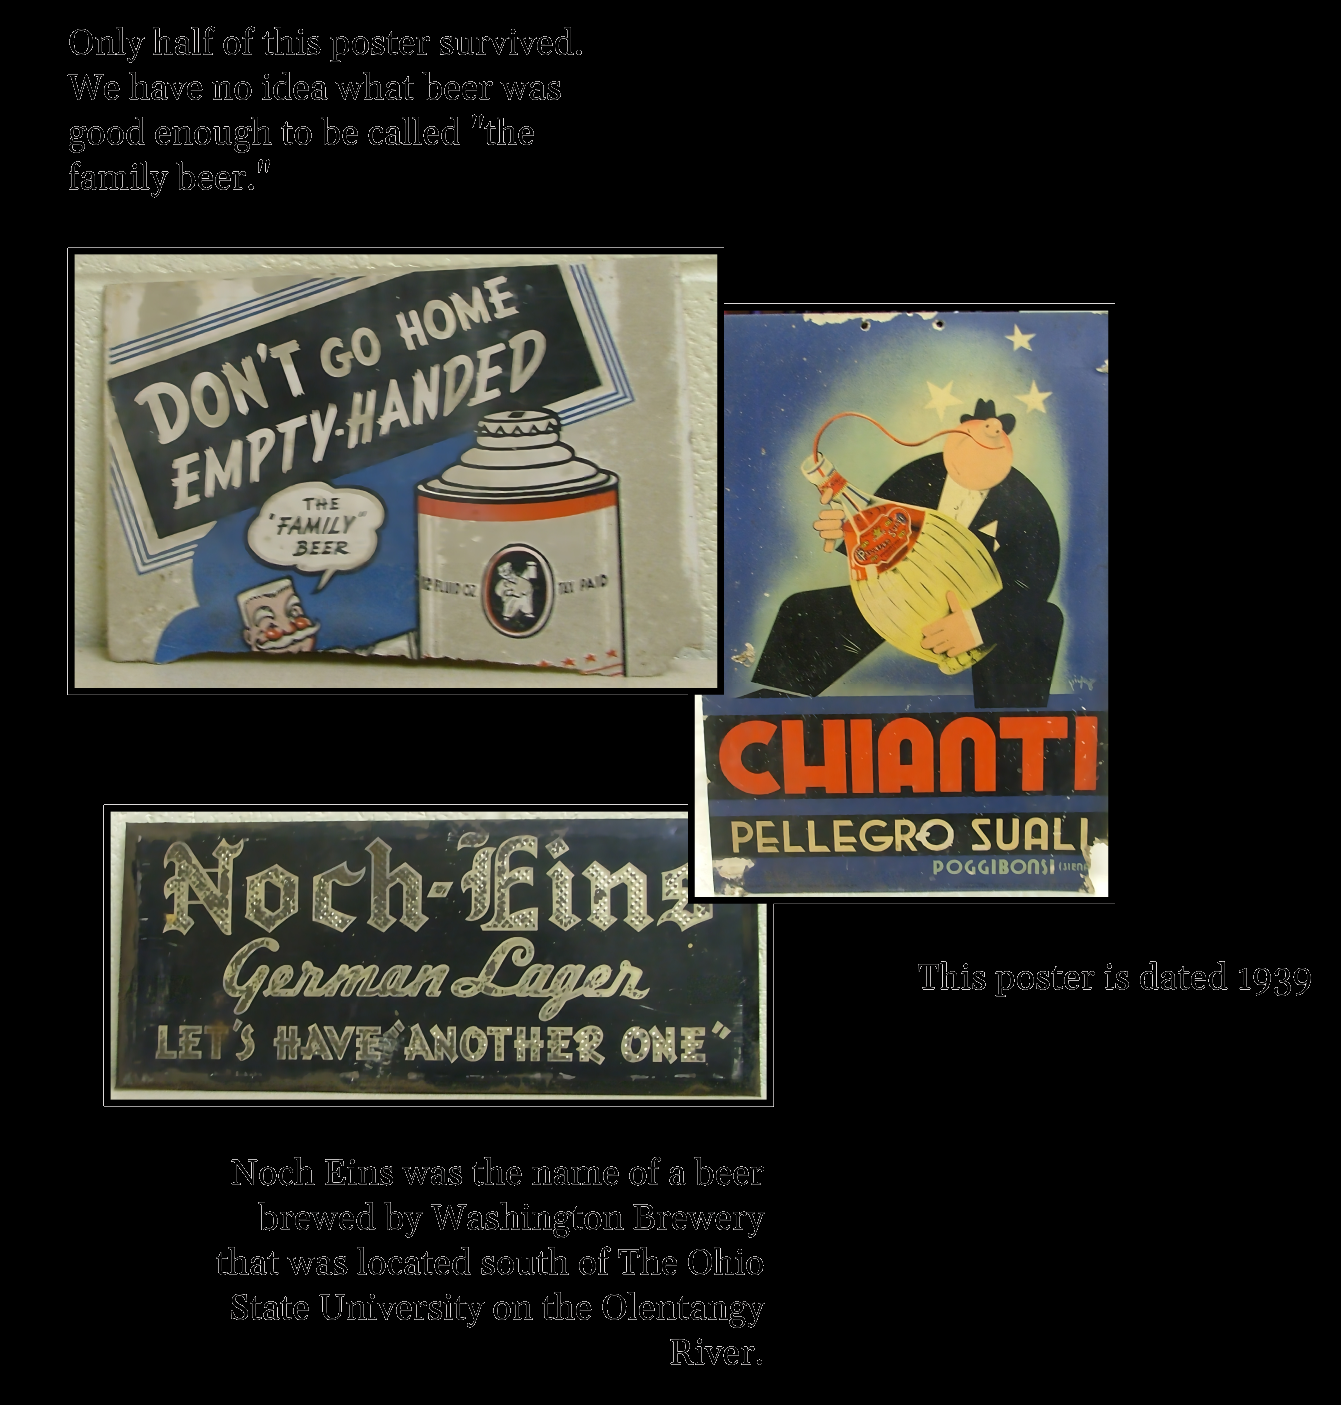 Only half of this poster survived.
We have no idea what beer was
good enough to be called "the
family beer."
DON'T GO HOME
EMPTY-HANDED
THE
"FAMILY"
BEER
12 FLUID OZ TAX PAID
CHIANTI
PELLEGRO SUALI
POGGIBONSI
Noch-Eins
German Lager
LET'S HAVE "ANOTHER ONE"
This poster is dated 1939
Noch Eins was the name of a beer
brewed by Washington Brewery
that was located south of The Ohio
State University on the Olentangy
River.